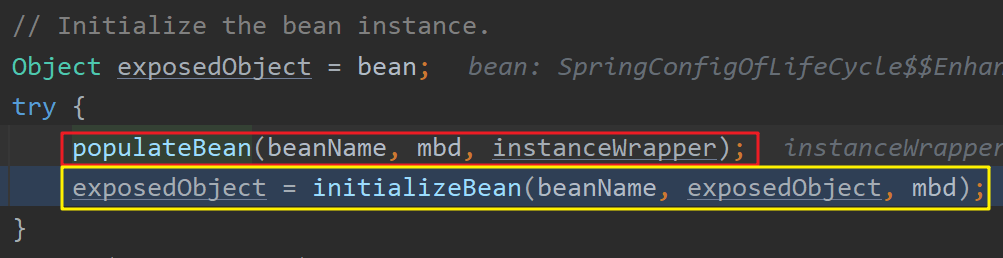 // Initialize the bean instance.
Object exposedObject = bean; bean: SpringConfigOfLifeCycle$$Enhan
try {
populateBean(beanName, mbd, instanceWrapper); instanceWrapper
exposedObject = initializeBean(beanName, exposedObject, mbd);
}